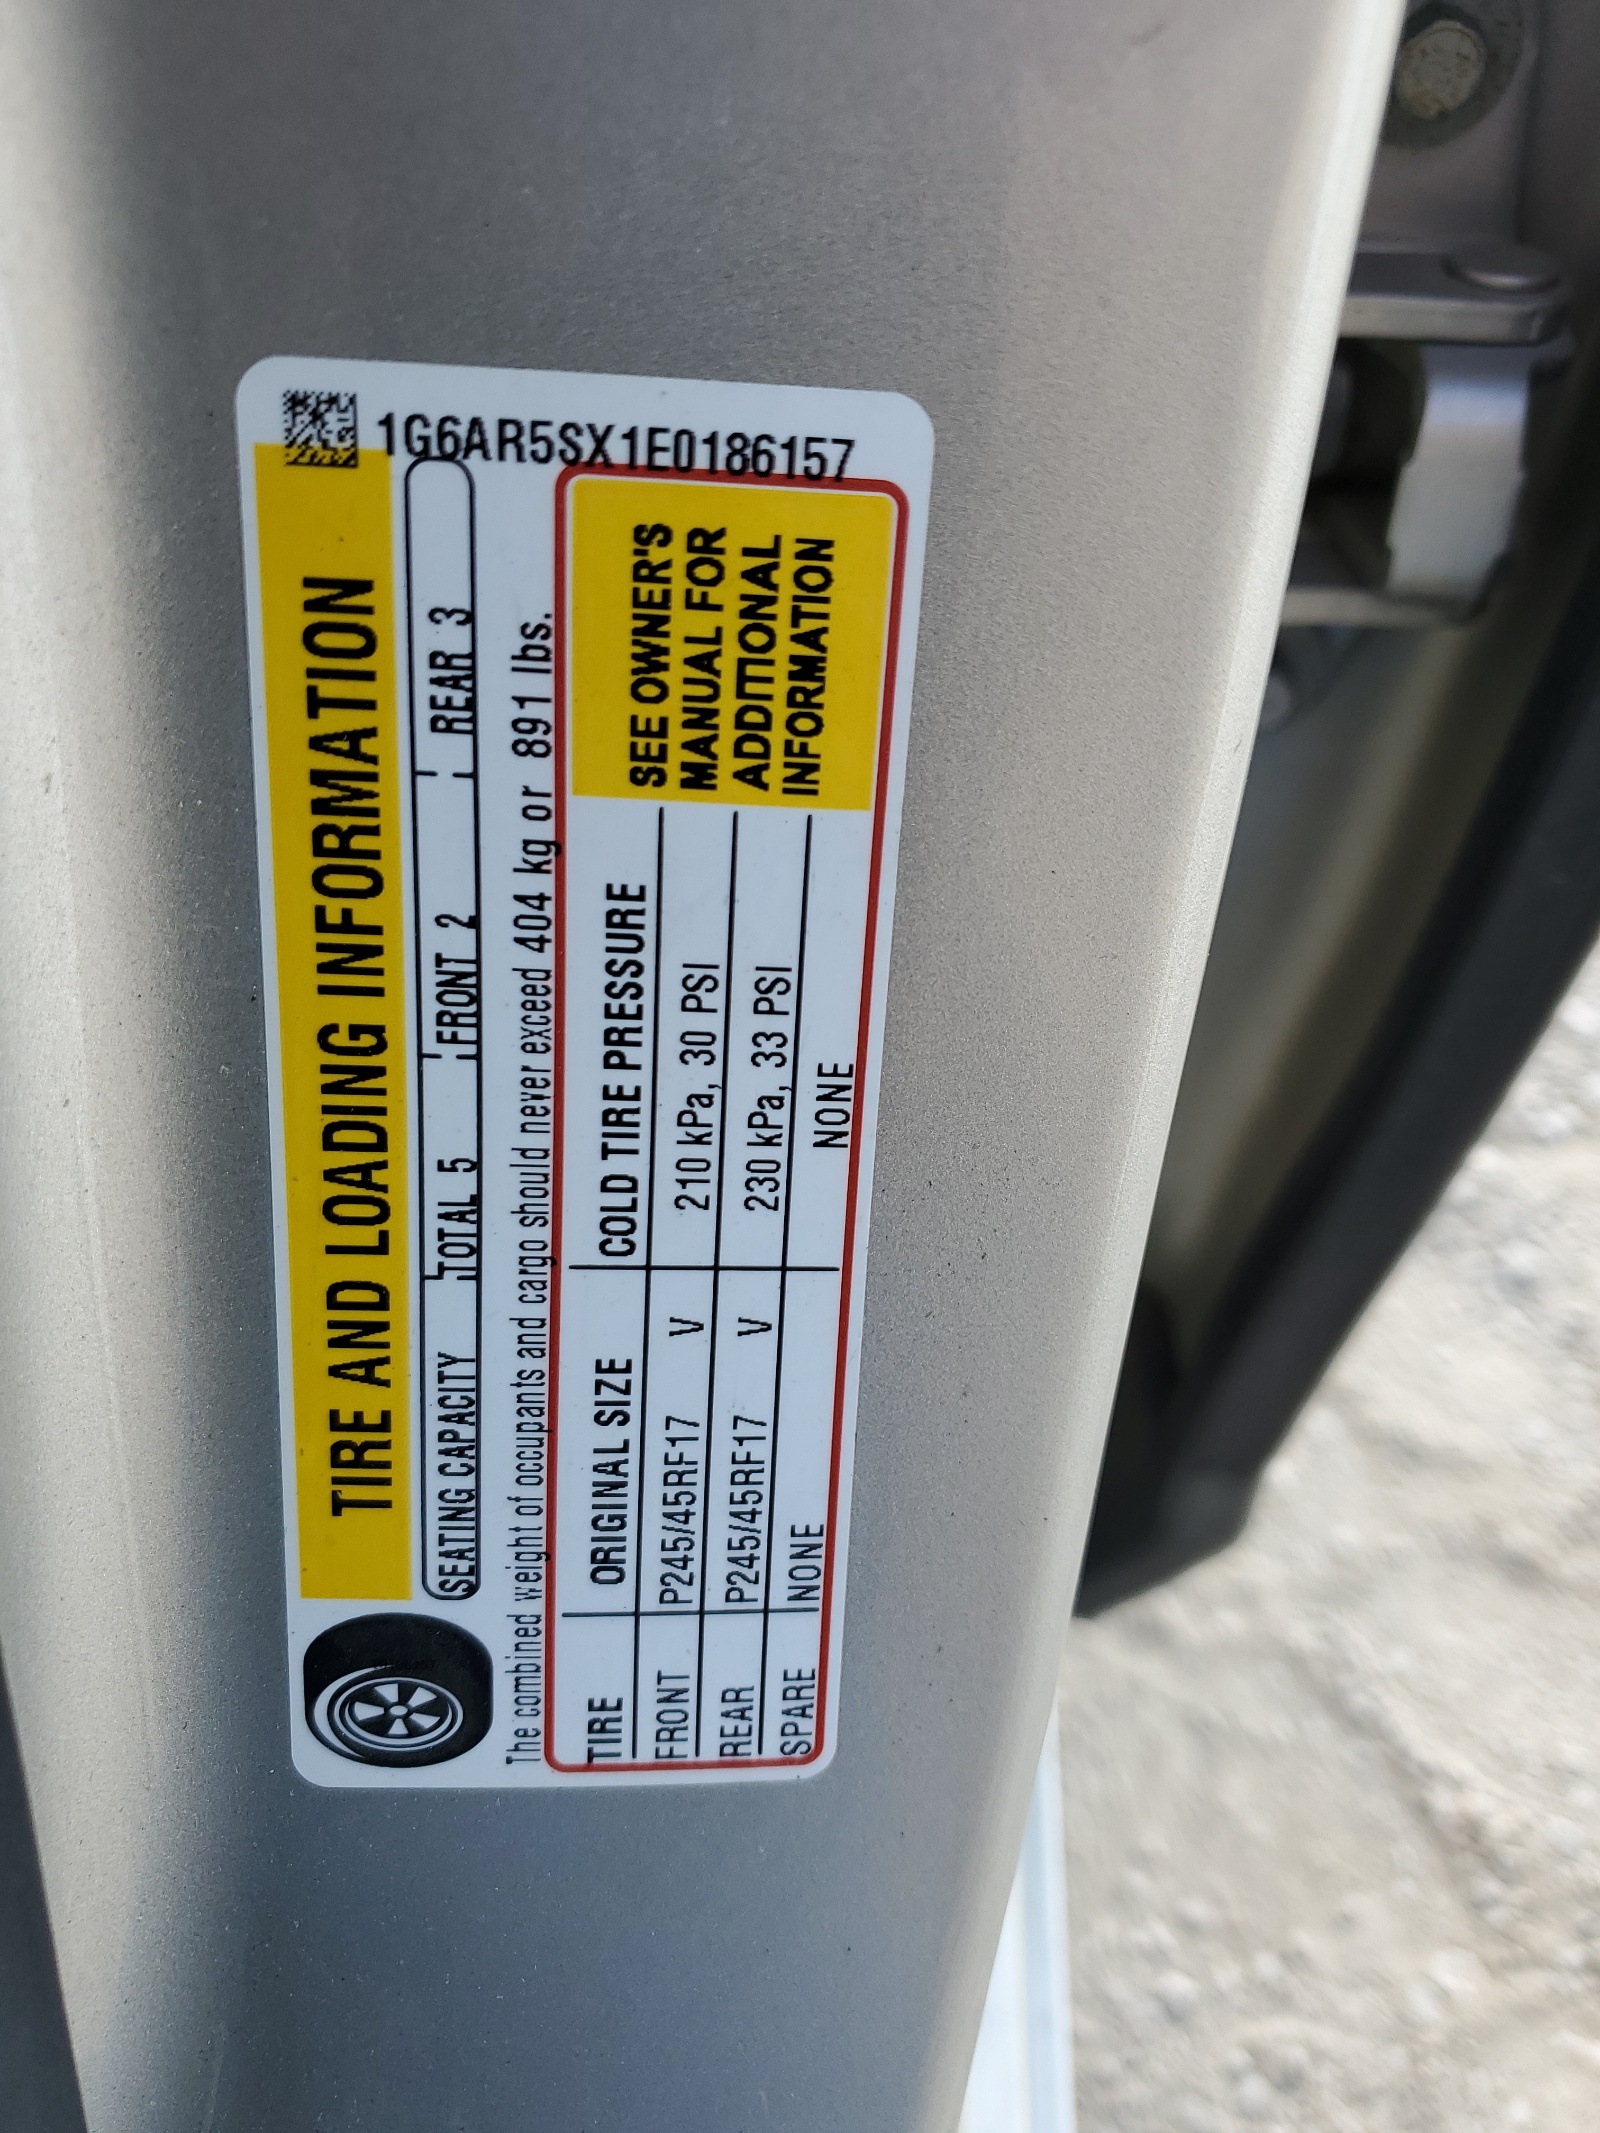 1G6AR5SX1E0186157
TIRE AND LOADING INFORMATION
SEATING CAPACITY TOTAL 5 FRONT 2 REAR 3
The combined weight of occupants and cargo should never exceed 404 kg or 891 lbs.
TIRE ORIGINAL SIZE COLD TIRE PRESSURE
FRONT P245/45RF17 V 210 kPa, 30 PSI
REAR P245/45RF17 V 230 kPa, 33 PSI
SPARE NONE NONE
SEE OWNER'S
MANUAL FOR
ADDITIONAL
INFORMATION